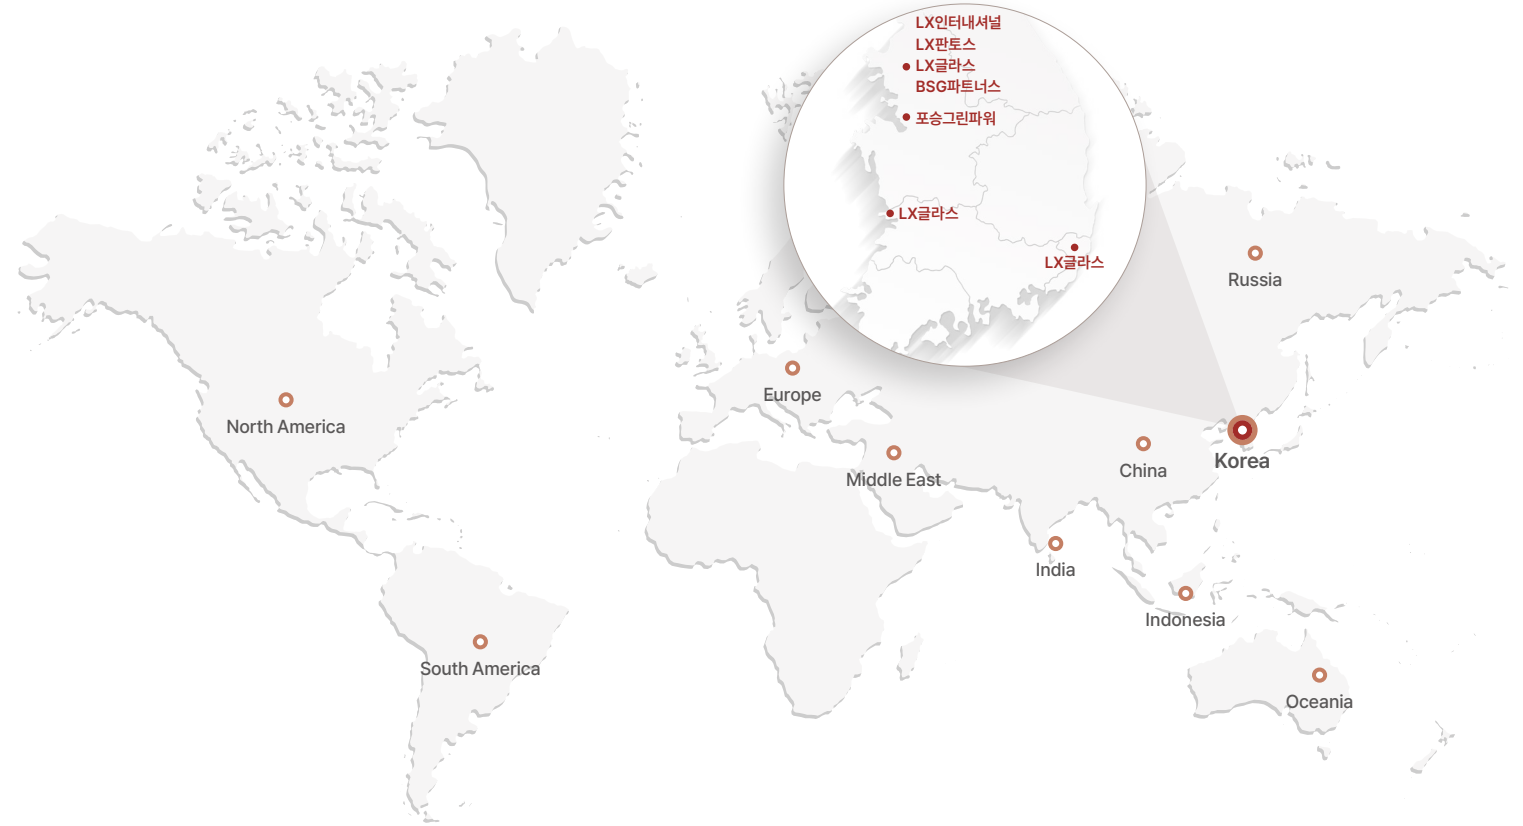 LX인터내셔널
LX판토스
LX글라스
BSG파트너스
포승그린파워
LX글라스
LX글라스
Russia
Europe
North America
Korea
China
Middle East
India
Indonesia
South America
Oceania